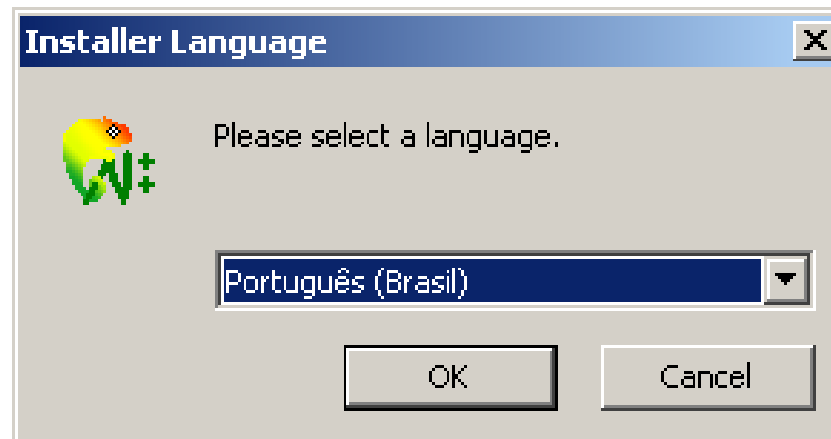 Installer Language
Please select a language.
Português (Brasil)
OK
Cancel